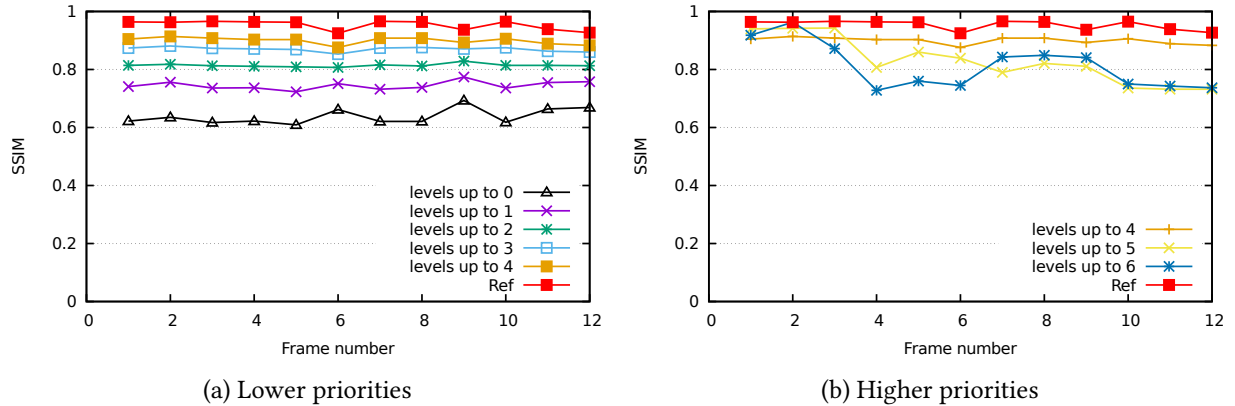 1
0.8
0.6
0.4
0.2
0
SSIM
0 2 4 6 8 10 12
Frame number
levels up to 0
levels up to 1
levels up to 2
levels up to 3
levels up to 4
Ref
(a) Lower priorities
1
0.8
0.6
0.4
0.2
0
SSIM
0 2 4 6 8 10 12
Frame number
levels up to 4
levels up to 5
levels up to 6
Ref
(b) Higher priorities